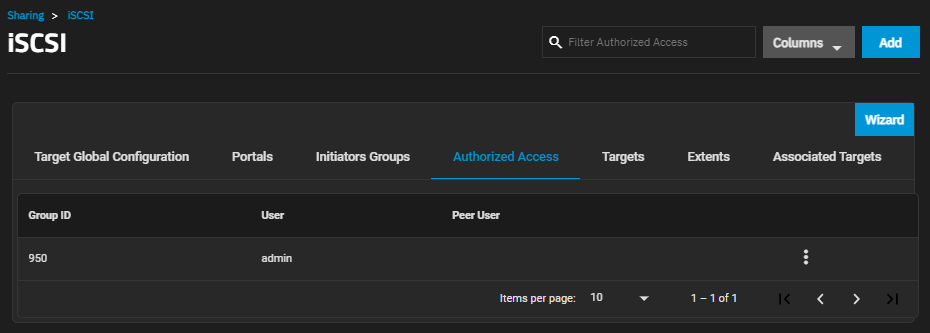 Sharing > iSCSI
iSCSI
Filter Authorized Access
Columns
Add
Wizard
Target Global Configuration Portals Initiators Groups Authorized Access Targets Extents Associated Targets
Group ID User Peer User
950 admin
Items per page: 10 1 – 1 of 1